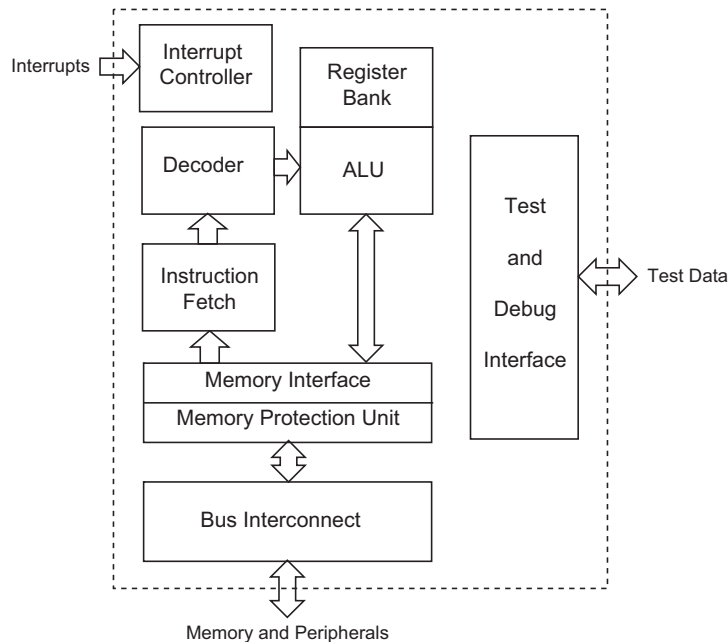 Interrupts
Interrupt
Controller
Register
Bank
Decoder
ALU
Test
and
Debug
Interface
Test Data
Instruction
Fetch
Memory Interface
Memory Protection Unit
Bus Interconnect
Memory and Peripherals